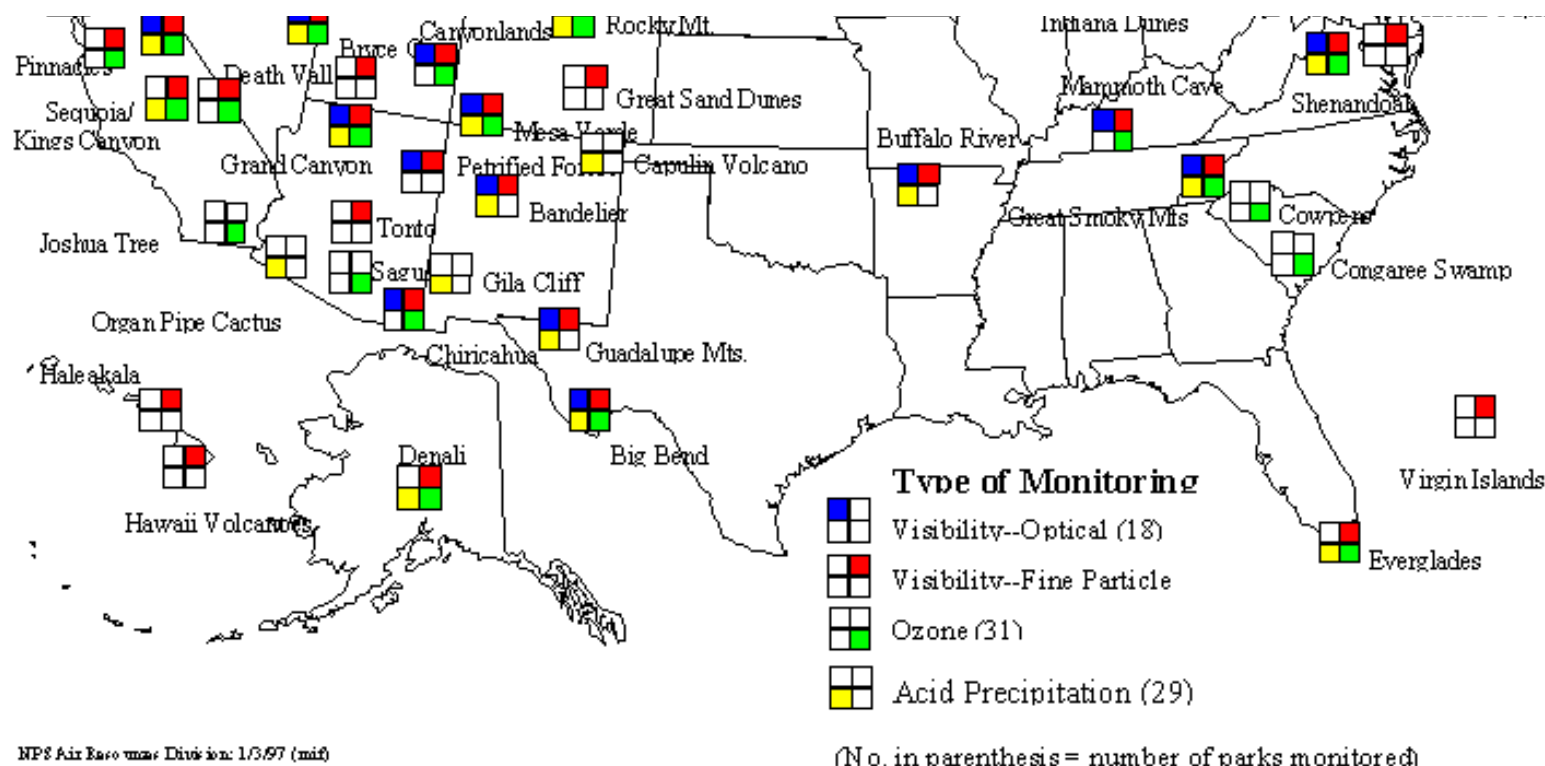 Indiana Dunes
Canyonlands
Rocky Mt.
Bryce
Pinnacles
Death Vall
Great Sand Dunes
Mammoth Cave
Shenandoah
Sequoia/
Kings Canyon
Mesa Verde
Buffalo River
Grand Canyon
Petrified Forest
Capulin Volcano
Bandelier
Great Smoky Mts
Cowpens
Joshua Tree
Tonto
Sagu
Gila Cliff
Congaree Swamp
Organ Pipe Cactus
Chiricahua
Guadalupe Mts.
Haleakala
Denali
Big Bend
Virgin Islands
Hawaii Volcanoes
Everglades
Type of Monitoring
Visibility--Optical (18)
Visibility--Fine Particle
Ozone (31)
Acid Precipitation (29)
NPS Air Resources Division: 1/3/97 (mif)
(No. in parenthesis = number of parks monitored)